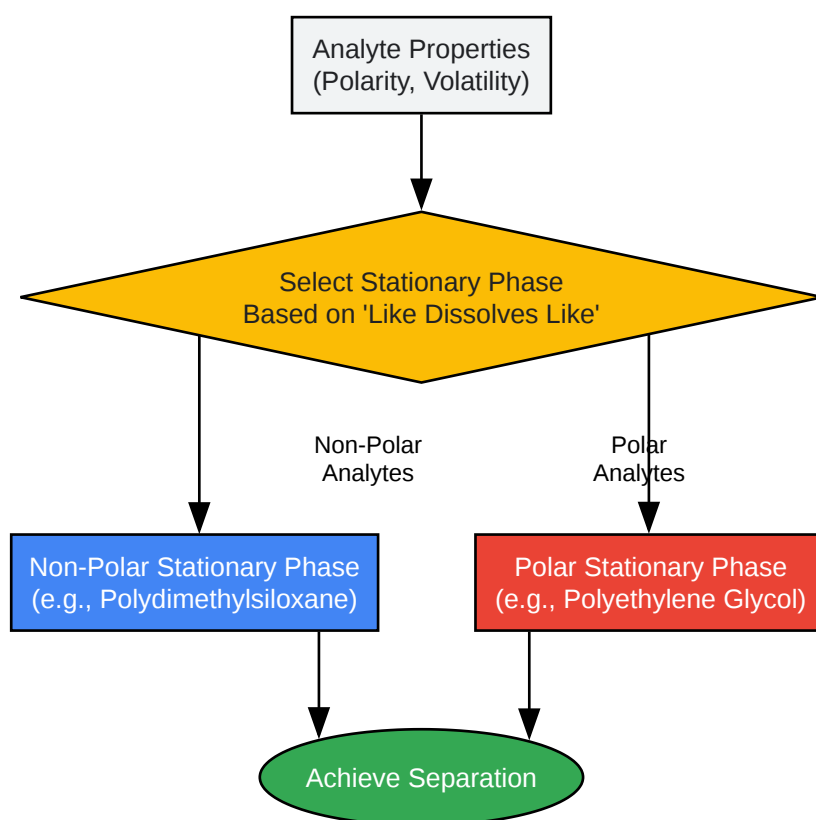 Analyte Properties
(Polarity, Volatility)
Select Stationary Phase
Based on 'Like Dissolves Like'
Non-Polar
Analytes
Polar
Analytes
Non-Polar Stationary Phase
(e.g., Polydimethylsiloxane)
Polar Stationary Phase
(e.g., Polyethylene Glycol)
Achieve Separation